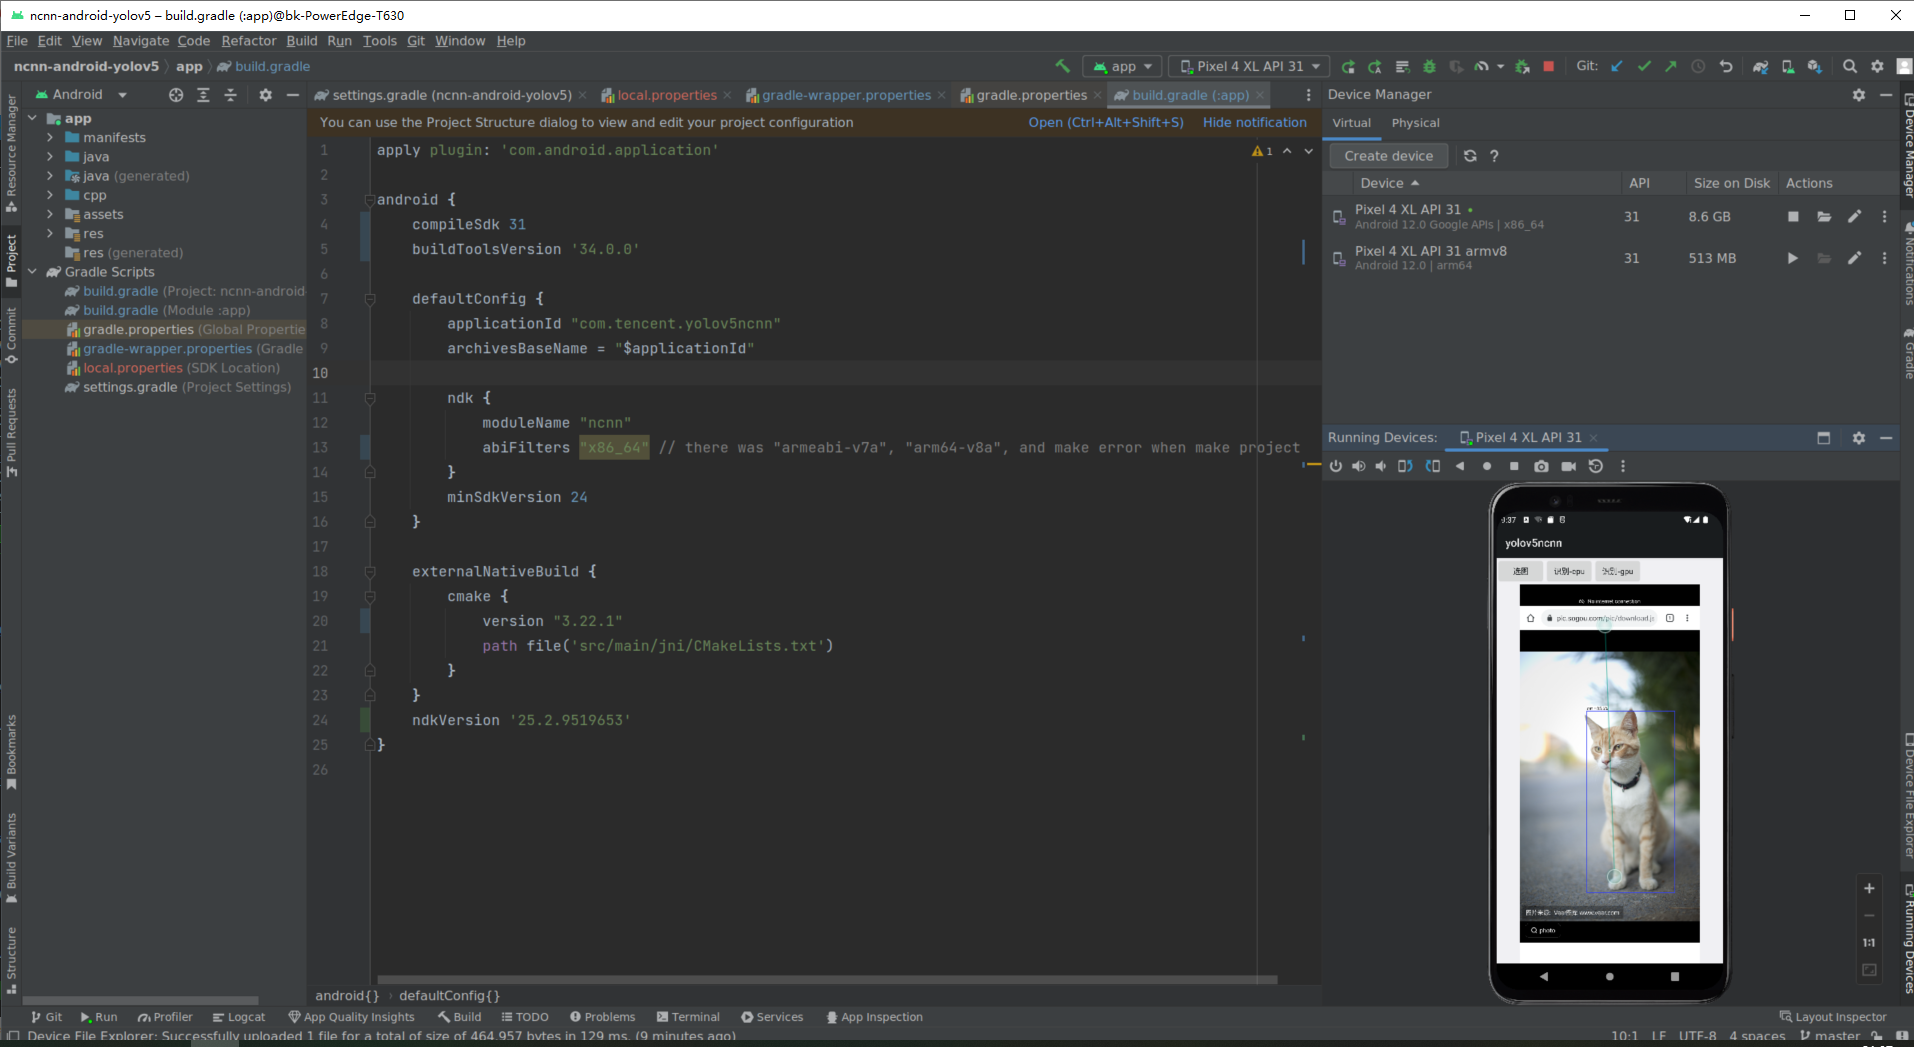 ncnn-android-yolov5 – build.gradle (:app)@bk-PowerEdge-T630
File Edit View Navigate Code Refactor Build Run Tools Git Window Help
ncnn-android-yolov5 app build.gradle
app Pixel 4 XL API 31 Git:
Android
settings.gradle (ncnn-android-yolov5) local.properties gradle-wrapper.properties gradle.properties build.gradle (:app)
You can use the Project Structure dialog to view and edit your project configuration Open (Ctrl+Alt+Shift+S) Hide notification
Resource Manager
Project
Commit
Pull Requests
Bookmarks
Build Variants
Structure
app
manifests
java
java (generated)
cpp
assets
res
res (generated)
Gradle Scripts
build.gradle (Project: ncnn-android
build.gradle (Module :app)
gradle.properties (Global Propertie
gradle-wrapper.properties (Gradle
local.properties (SDK Location)
settings.gradle (Project Settings)
1 apply plugin: 'com.android.application'
1
2
3 android {
4 compileSdk 31
5 buildToolsVersion '34.0.0'
6
7 defaultConfig {
8 applicationId "com.tencent.yolov5ncnn"
9 archivesBaseName = "$applicationId"
10
11 ndk {
12 moduleName "ncnn"
13 abiFilters "x86_64" // there was "armeabi-v7a", "arm64-v8a", and make error when make project
14 }
15 minSdkVersion 24
16 }
17
18 externalNativeBuild {
19 cmake {
20 version "3.22.1"
21 path file('src/main/jni/CMakeLists.txt')
22 }
23 }
24 ndkVersion '25.2.9519653'
25 }
26
android{} defaultConfig{}
Device Manager
Virtual Physical
Create device ?
Device API Size on Disk Actions
Pixel 4 XL API 31 31 8.6 GB
Android 12.0 Google APIs | x86_64
Pixel 4 XL API 31 armv8 31 513 MB
Android 12.0 | arm64
Running Devices: Pixel 4 XL API 31
9:37
yolov5ncnn
选图 识别-cpu 识别-gpu
No internet connection
pic.sogou.com/pic/download.js
photo
1:1
Device Manager
Notifications
Gradle
Device File Explorer
Running Devices
Git Run Profiler Logcat App Quality Insights Build TODO Problems Terminal Services App Inspection Layout Inspector
Device File Explorer: Successfully uploaded 1 file for a total of size of 464,957 bytes in 129 ms. (9 minutes ago) 10:1 LF UTF-8 4 spaces master